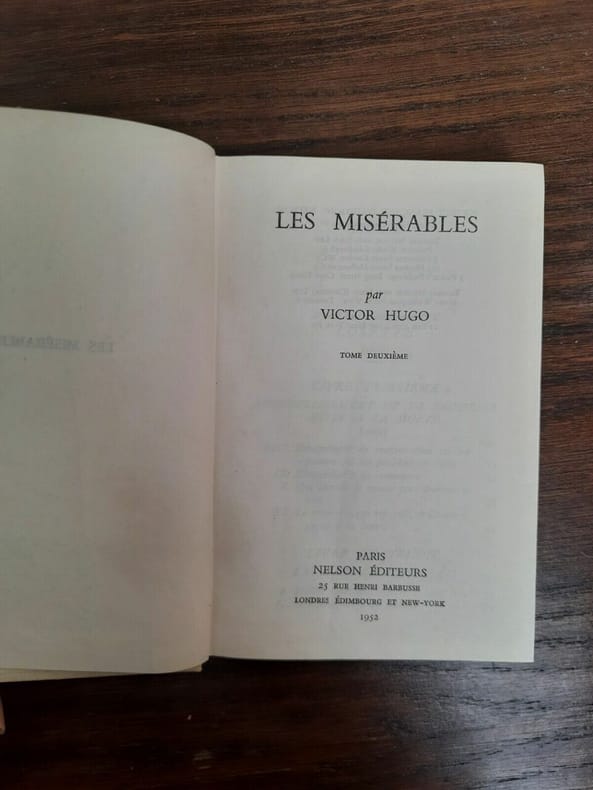 LES MISÉRABLES
par
VICTOR HUGO
TOME DEUXIÈME
PARIS
NELSON ÉDITEURS
25 RUE HENRI BARBUSSE
LONDRES ÉDIMBOURG ET NEW-YORK
1952